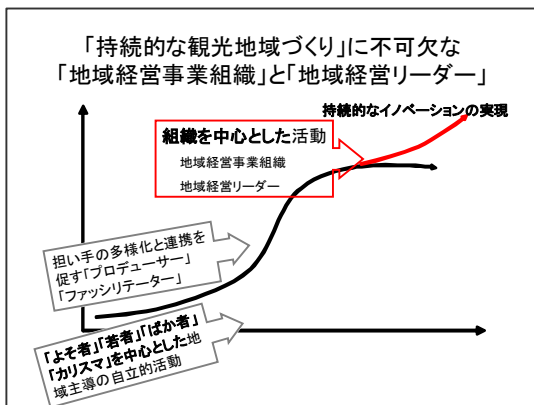 「持続的な観光地域づくり」に不可欠な
「地域経営事業組織」と「地域経営リーダー」
持続的なイノベーションの実現
組織を中心とした活動
地域経営事業組織
地域経営リーダー
担い手の多様化と連携を
促す「プロデューサー」
「ファッシリテーター」
「よそ者」「若者」「ばか者」
「カリスマ」を中心とした地
域主導の自立的活動